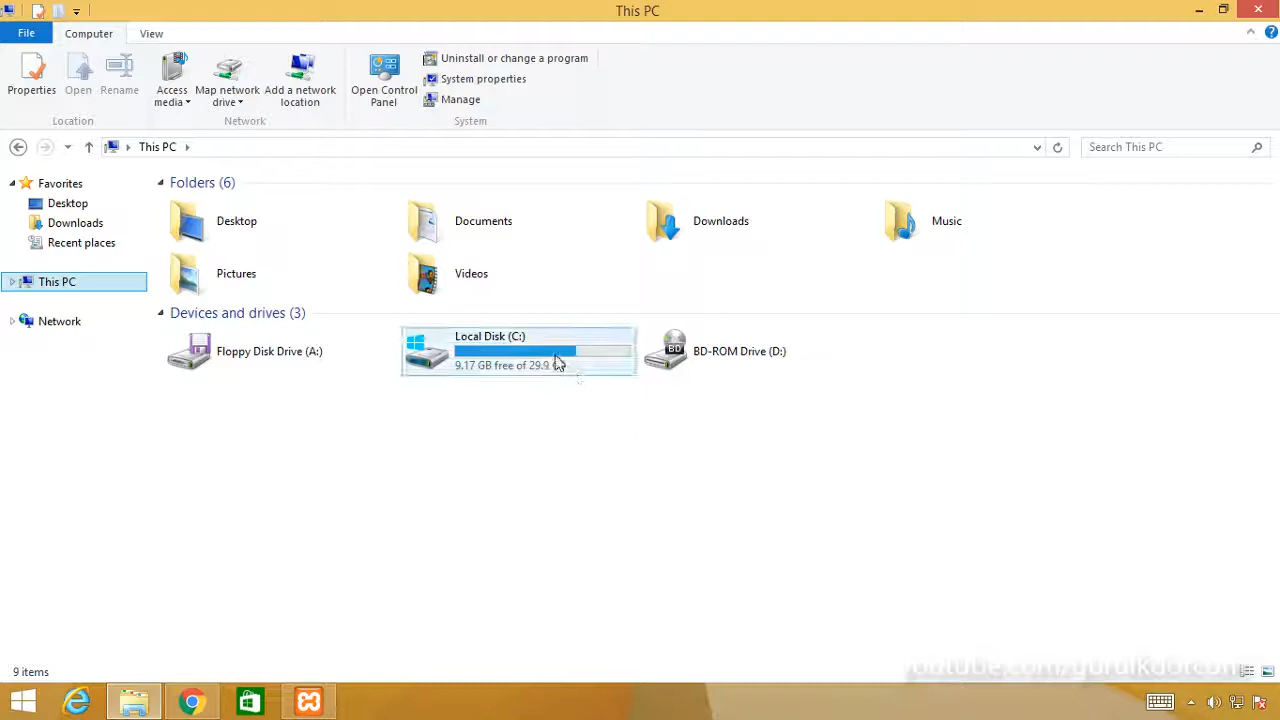 This PC
File Computer View
Properties Open Rename Access media Map network drive Add a network location Open Control Panel
Uninstall or change a program
System properties
Manage
Location Network System
This PC Search This PC
Favorites
Desktop
Downloads
Recent places
This PC
Network
Folders (6)
Desktop Documents Downloads Music
Pictures Videos
Devices and drives (3)
Floppy Disk Drive (A:)
Local Disk (C:)
9.17 GB free of 29.9
BD
BD-ROM Drive (D:)
9 items